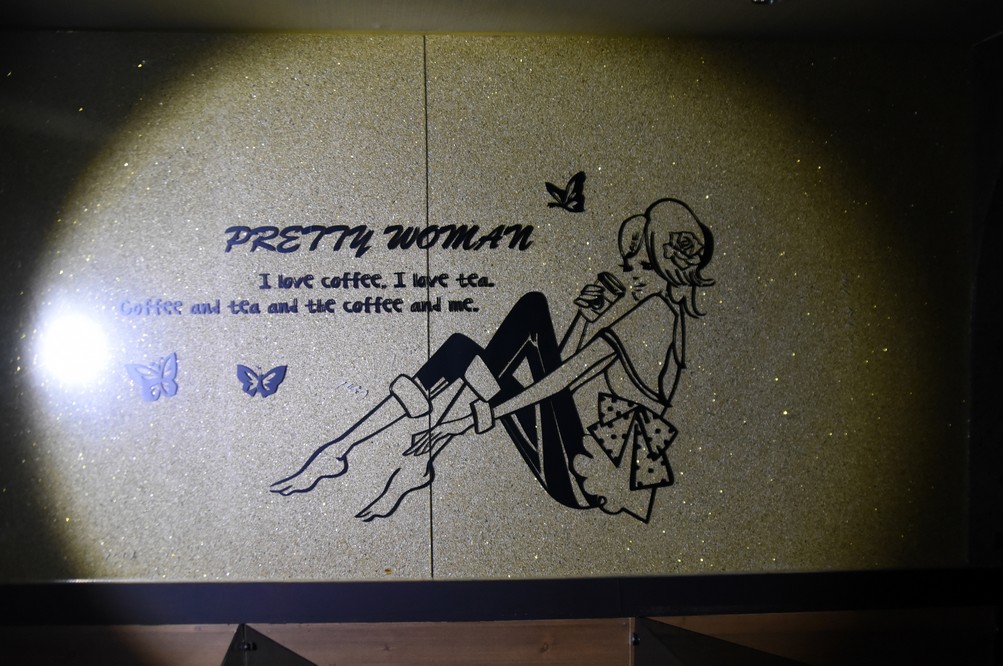 PRETTY WOMAN
I love coffee, I love tea.
Coffee and tea and the coffee and me.